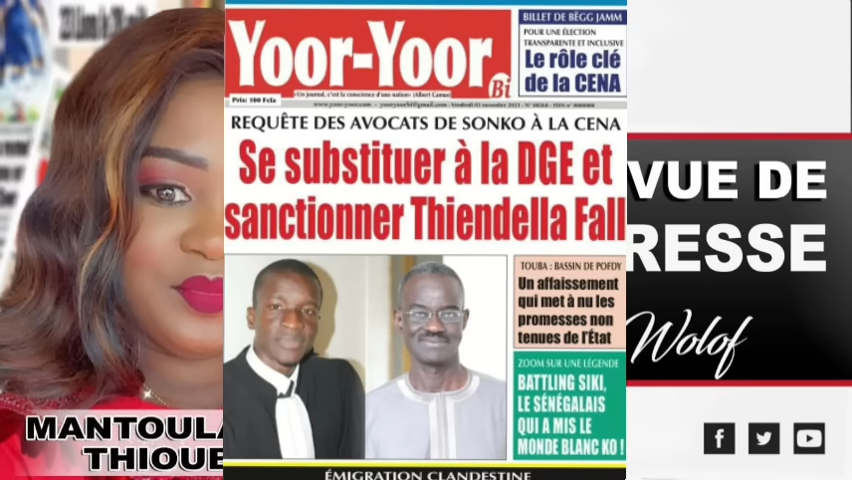 Yoor-Yoor
Bi
«Un journal, c'est la conscience d'une nation» (Albert Camus)
Prix: 100 Fcfa
BILLET DE BËGG JAMM
POUR UNE ÉLECTION
TRANSPARENTE ET INCLUSIVE
Le rôle clé
de la CENA
REQUÊTE DES AVOCATS DE SONKO À LA CENA
Se substituer à la DGE et
sanctionner Thiendella Fall
TOUBA : BASSIN DE POFDY
Un affaissement
qui met à nu les
promesses non
tenues de l'État
ZOOM SUR UNE LÉGENDE
BATTLING SIKI,
LE SÉNÉGALAIS
QUI A MIS LE
MONDE BLANC KO !
ÉMIGRATION CLANDESTINE
MANTOULA
THIOUB
VUE DE
RESSE
Wolof